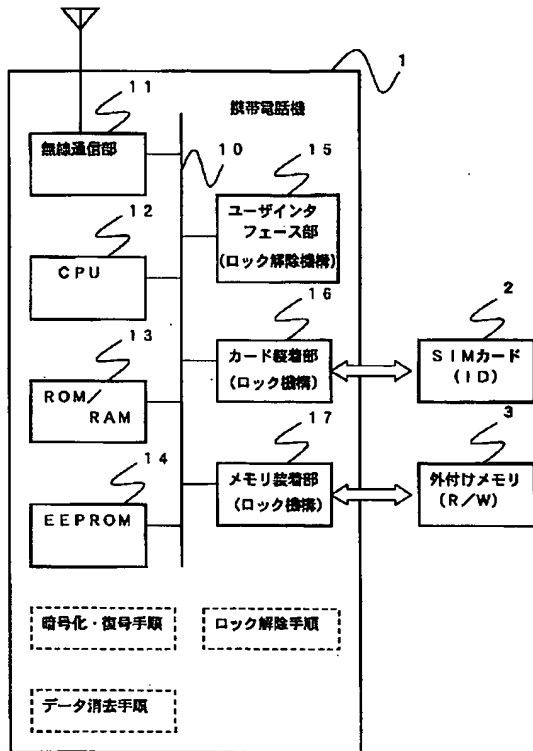 1
携帯電話機
11
無線通信部
10
15
ユーザインタ
フェース部
(ロック解除機構)
12
CPU
16
カード装着部
(ロック機構)
2
SIMカード
(ID)
13
ROM/
RAM
17
メモリ装着部
(ロック機構)
3
外付けメモリ
(R/W)
14
EEPROM
暗号化・復号手順
ロック解除手順
データ消去手順